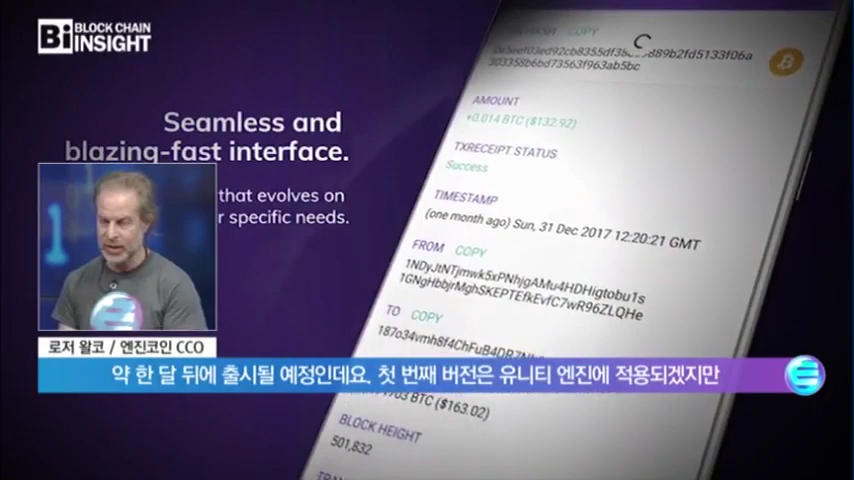 Bi BLOCK CHAIN
INSIGHT
Seamless and
blazing-fast interface.
that evolves on
r specific needs.
COPY
303358b6bd73563f963ab5bc
AMOUNT
+0.014 BTC ($132.92)
TXRECEIPT STATUS
Success
TIMESTAMP
(one month ago) Sun, 31 Dec 2017 12:20:21 GMT
FROM COPY
1NDyJtNTjmwk5xPNhjgAMu4HDHigtobu1s
1GNgHbbjrMghSKEPTEfkEvfC7wR96ZLQHe
TO COPY
187o34vmh8f4ChFuB4DR7
로저 왈코 / 엔진코인 CCO
약 한 달 뒤에 출시될 예정인데요. 첫 번째 버전은 유니티 엔진에 적용되겠지만
BTC ($163.02)
BLOCK HEIGHT
501,832